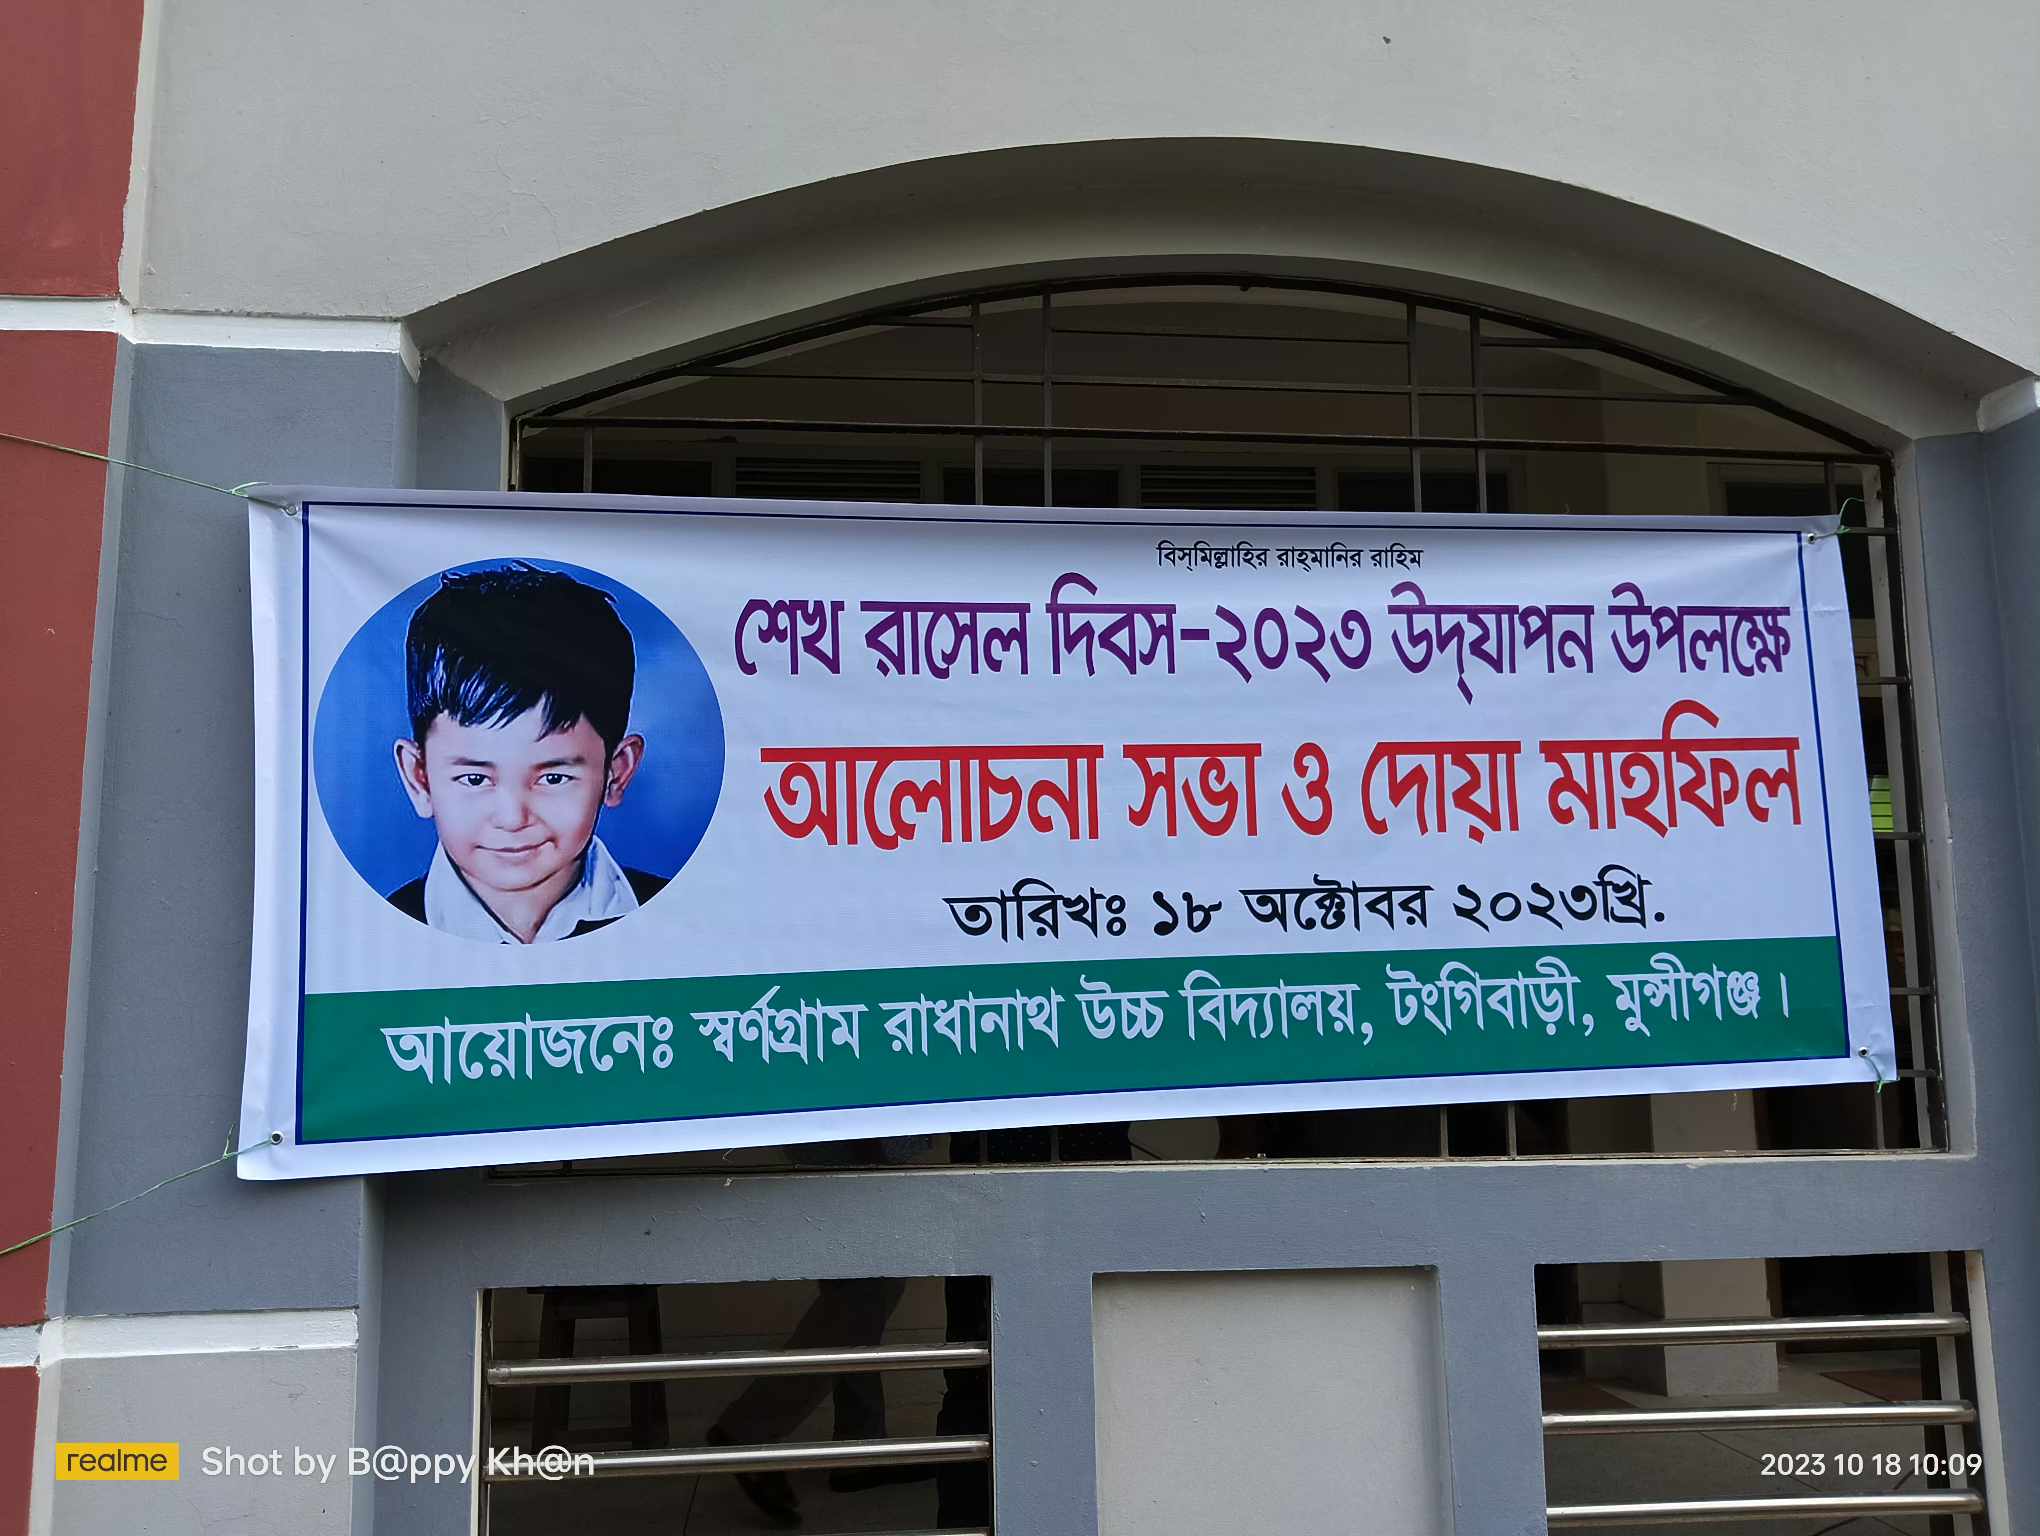 বিস্‌মিল্লাহির রাহ্‌মানির রাহিম
শেখ রাসেল দিবস-২০২৩ উদ্‌যাপন উপলক্ষে
আলোচনা সভা ও দোয়া মাহফিল
তারিখঃ ১৮ অক্টোবর ২০২৩খ্রি.
আয়োজনেঃ স্বর্ণগ্রাম রাধানাথ উচ্চ বিদ্যালয়, টংগিবাড়ী, মুন্সীগঞ্জ।
realme Shot by B@ppy Kh@n
2023 10 18 10:09